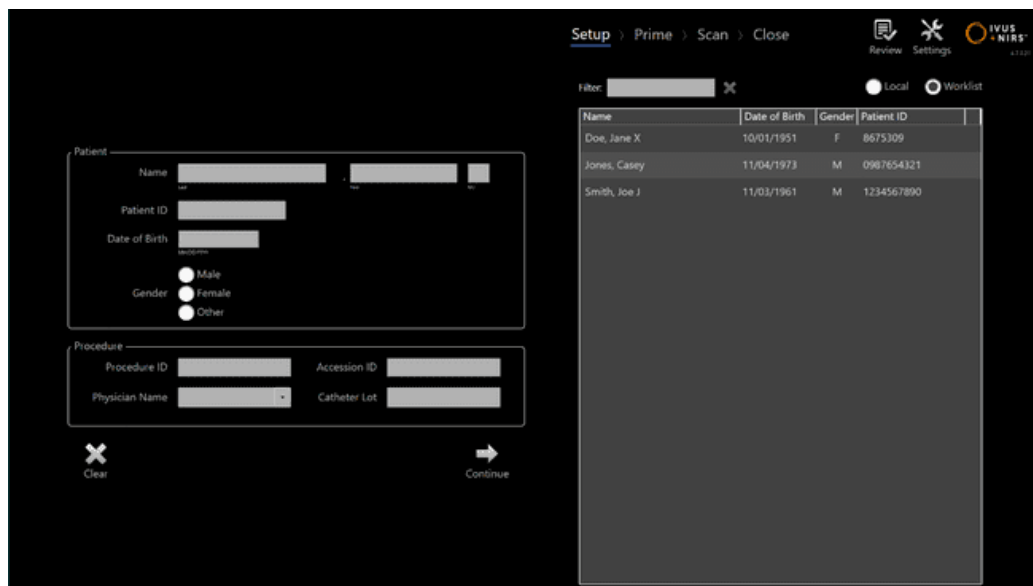 Setup > Prime > Scan > Close
Review
Settings
IVUS
+NIRS
Filter:
Local
Worklist
Name Date of Birth Gender Patient ID
Doe, Jane X 10/01/1951 F 8675309
Jones, Casey 11/04/1973 M 0987654321
Smith, Joe J 11/03/1961 M 1234567890
Patient
Name
,
Last
First
Patient ID
Date of Birth
Gender
Male
Female
Other
Procedure
Procedure ID
Accession ID
Physician Name
Catheter Lot
Clear
Continue